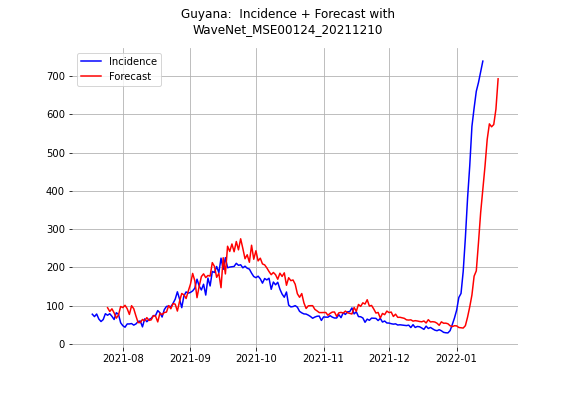 Guyana:  Incidence + Forecast with
WaveNet_MSE00124_20211210
Incidence
Forecast
700
600
500
400
300
200
100
0
2021-08 2021-09 2021-10 2021-11 2021-12 2022-01